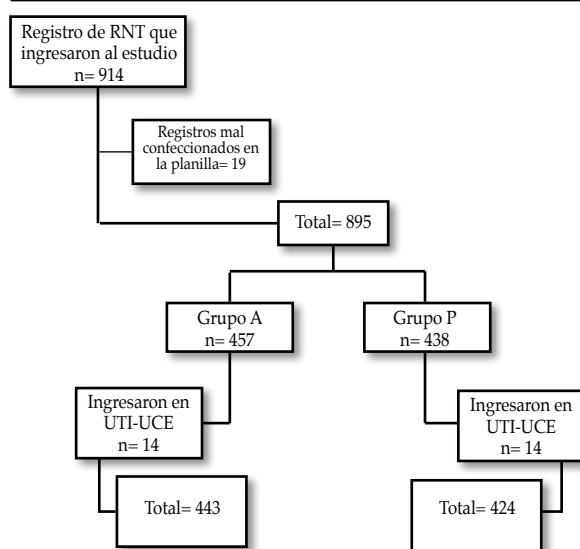 Registro de RNT que
ingresaron al estudio
n= 914
Registros mal
confeccionados en
la planilla= 19
Total= 895
Grupo A
n= 457
Grupo P
n= 438
Ingresaron en
UTI-UCE
n= 14
Ingresaron en
UTI-UCE
n= 14
Total= 443
Total= 424